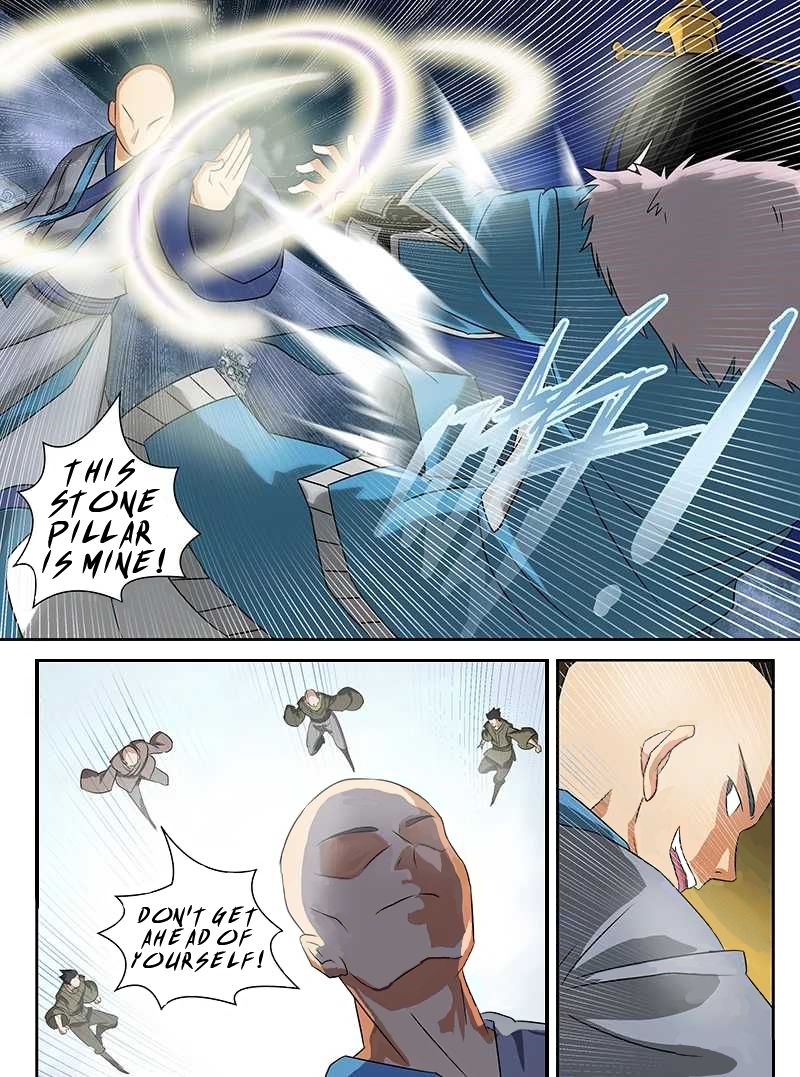 THIS
STONE
PILLAR
IS MINE!
DON'T GET
AHEAD OF
YOURSELF!